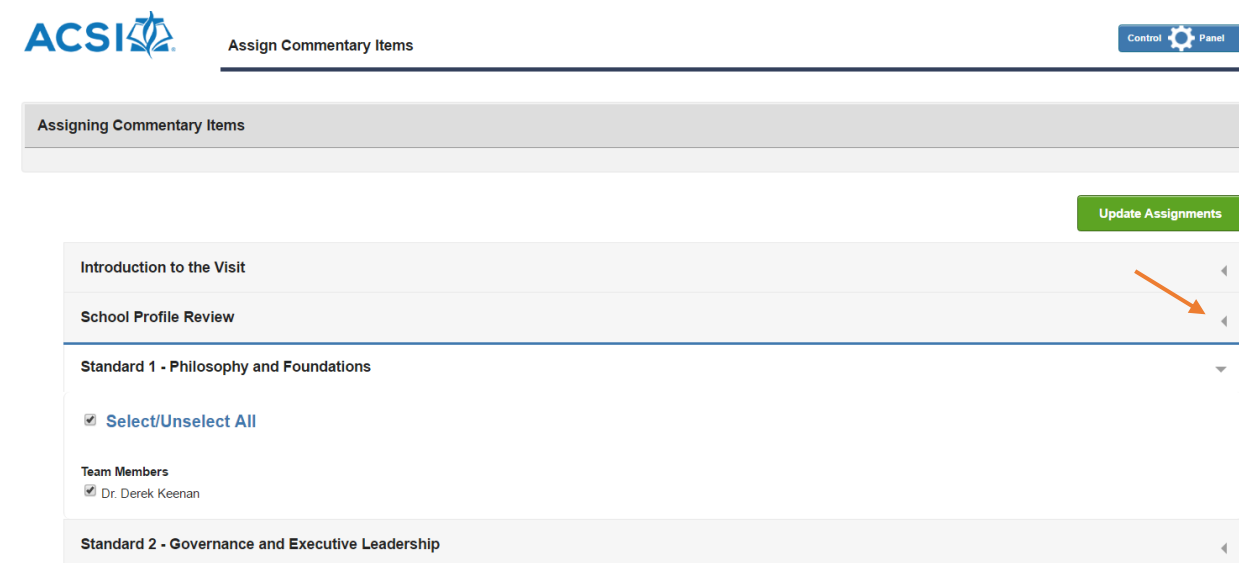 ACSI
Assign Commentary Items
Control Panel
Assigning Commentary Items
Update Assignments
Introduction to the Visit
School Profile Review
Standard 1 - Philosophy and Foundations
Select/Unselect All
Team Members
Dr. Derek Keenan
Standard 2 - Governance and Executive Leadership